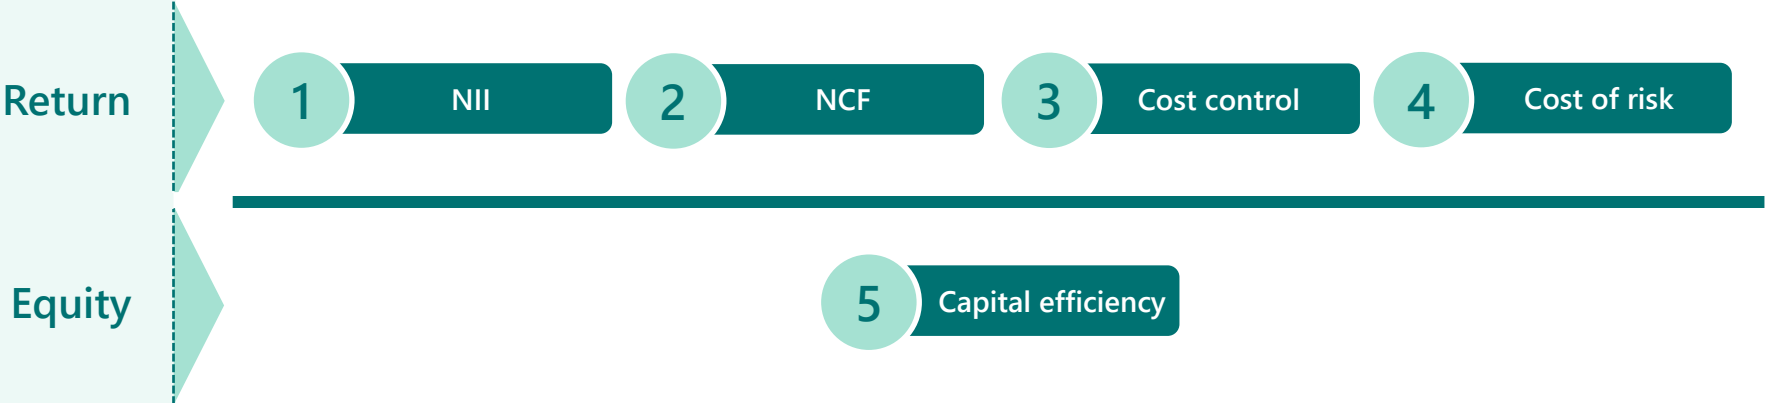 Return
1 NII
2 NCF
3 Cost control
4 Cost of risk
Equity
5 Capital efficiency